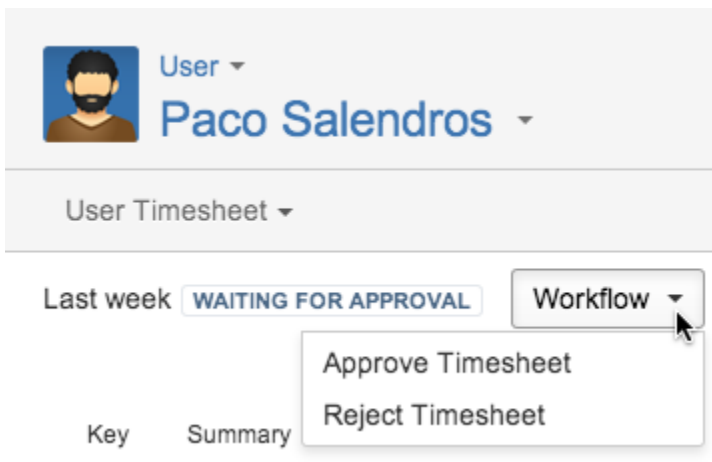 User
Paco Salendros
User Timesheet
Last week WAITING FOR APPROVAL Workflow
Approve Timesheet
Reject Timesheet
Key Summary